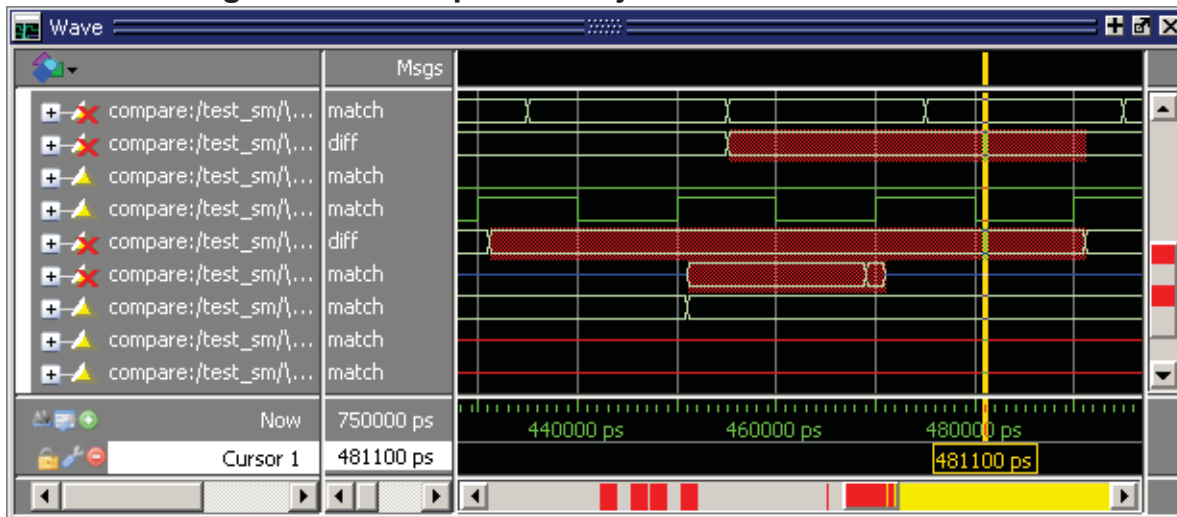 Wave
Msgs
compare:/test_sm/\... match
compare:/test_sm/\... diff
compare:/test_sm/\... match
compare:/test_sm/\... match
compare:/test_sm/\... diff
compare:/test_sm/\... match
compare:/test_sm/\... match
compare:/test_sm/\... match
compare:/test_sm/\... match
Now 750000 ps 440000 ps 460000 ps 480000 ps
Cursor 1 481100 ps 481100 ps